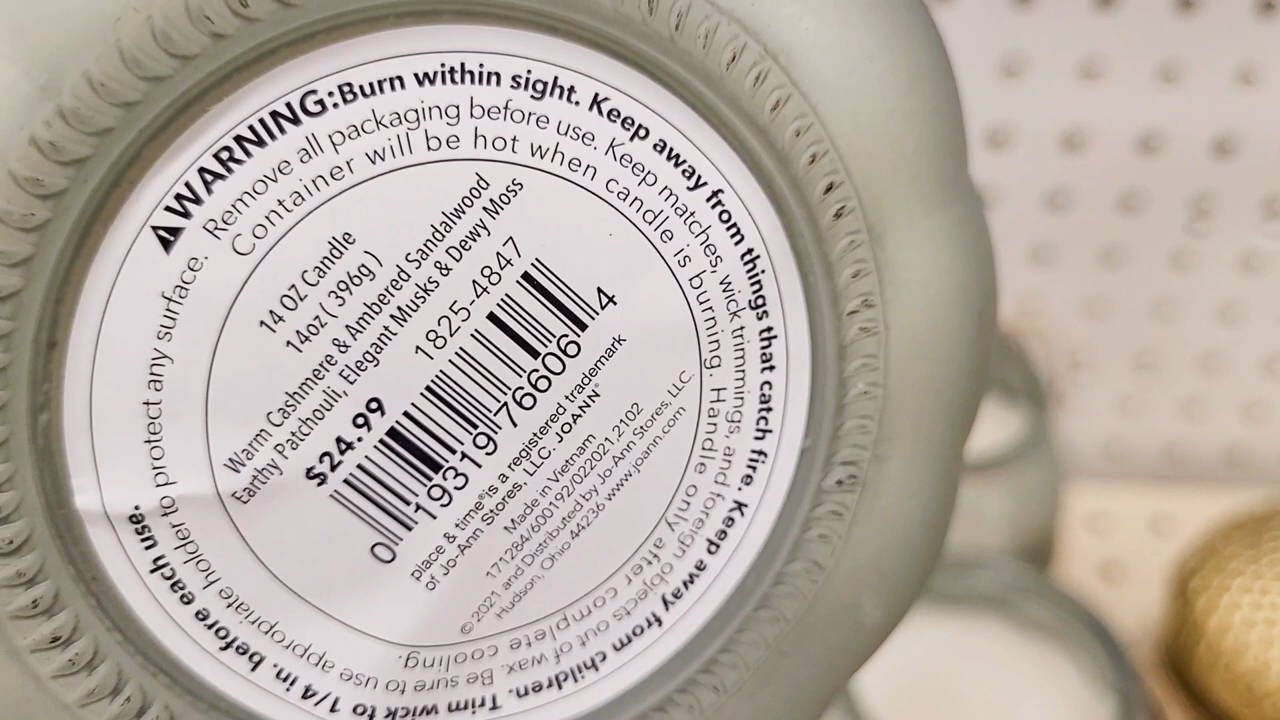 ⚠WARNING:Burn within sight. Keep away from things that catch fire. Keep away from children. Trim wick to 1/4 in. before each use.
Remove all packaging before use. Keep matches, wick trimmings, and foreign objects out of wax. Be sure to use appropriate holder to protect any surface.
Container will be hot when candle is burning. Handle only after complete cooling.
14 OZ Candle
14oz ( 396g )
Warm Cashmere & Ambered Sandalwood
Earthy Patchouli, Elegant Musks & Dewy Moss
1825-4847
$24.99
0 19319 76606 4
place & time®is a registered trademark
of Jo-Ann Stores, LLC. JOANN®
Made in Vietnam
171284/600192/022021,2102
© 2021 and Distributed by Jo-Ann Stores, LLC.
Hudson, Ohio 44236 www.joann.com